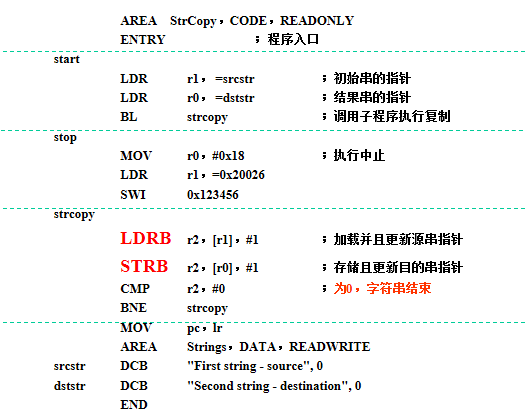 AREA StrCopy，CODE，READONLY
ENTRY ；程序入口
start
LDR r1，=srcstr ；初始串的指针
LDR r0，=dststr ；结果串的指针
BL strcopy ；调用子程序执行复制
stop
MOV r0，#0x18 ；执行中止
LDR r1，=0x20026
SWI 0x123456
strcopy
LDRB r2，[r1]，#1 ；加载并且更新源串指针
STRB r2，[r0]，#1 ；存储且更新目的串指针
CMP r2，#0 ；为0，字符串结束
BNE strcopy
MOV pc，lr
AREA Strings，DATA，READWRITE
srcstr DCB "First string - source", 0
dststr DCB "Second string - destination", 0
END